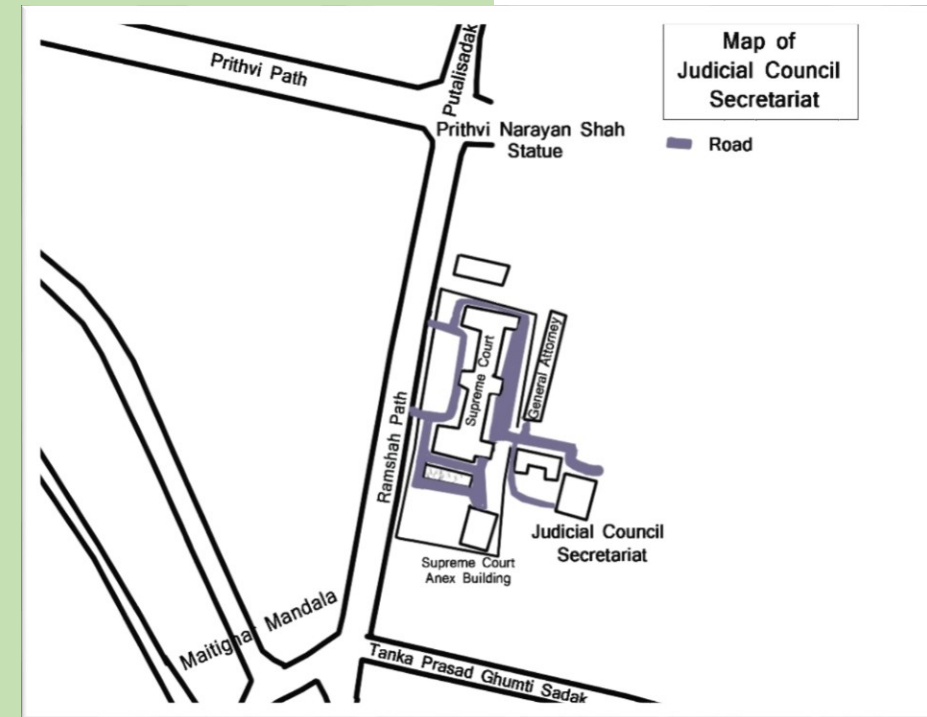 Map of
Judicial Council
Secretariat
Road
Prithvi Path
Putalisadak
Prithvi Narayan Shah
Statue
Supreme Court
General Attorney
Ramshah Path
Judicial Council
Secretariat
Supreme Court
Anex Building
Maitighar Mandala
Tanka Prasad Ghumti Sadak